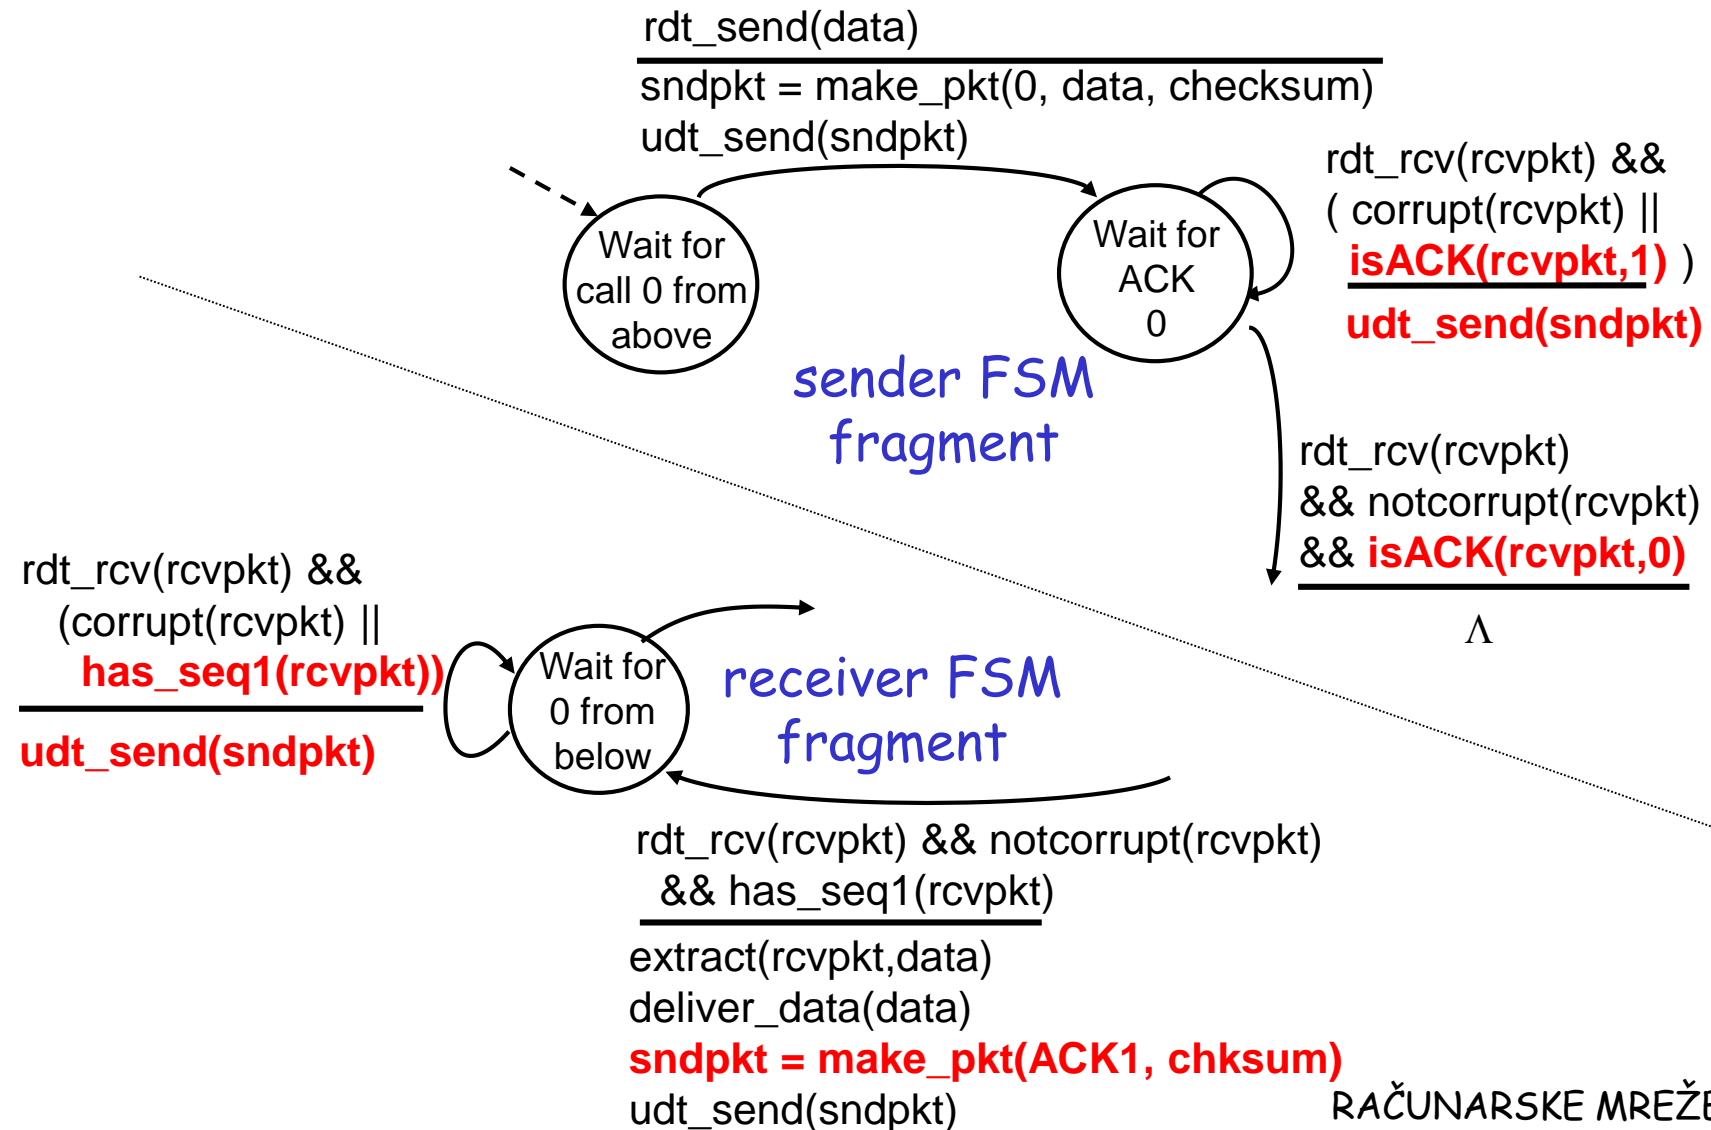 rdt_send(data)
sndpkt = make_pkt(0, data, checksum)
udt_send(sndpkt)
Wait for
call 0 from
above
Wait for
ACK
0
rdt_rcv(rcvpkt) &&
( corrupt(rcvpkt) ||
isACK(rcvpkt,1) )
udt_send(sndpkt)
sender FSM
fragment
rdt_rcv(rcvpkt)
&& notcorrupt(rcvpkt)
&& isACK(rcvpkt,0)
Λ
rdt_rcv(rcvpkt) &&
(corrupt(rcvpkt) ||
has_seq1(rcvpkt))
udt_send(sndpkt)
Wait for
0 from
below
receiver FSM
fragment
rdt_rcv(rcvpkt) && notcorrupt(rcvpkt)
&& has_seq1(rcvpkt)
extract(rcvpkt,data)
deliver_data(data)
sndpkt = make_pkt(ACK1, chksum)
udt_send(sndpkt)
RAČUNARSKE MREŽE